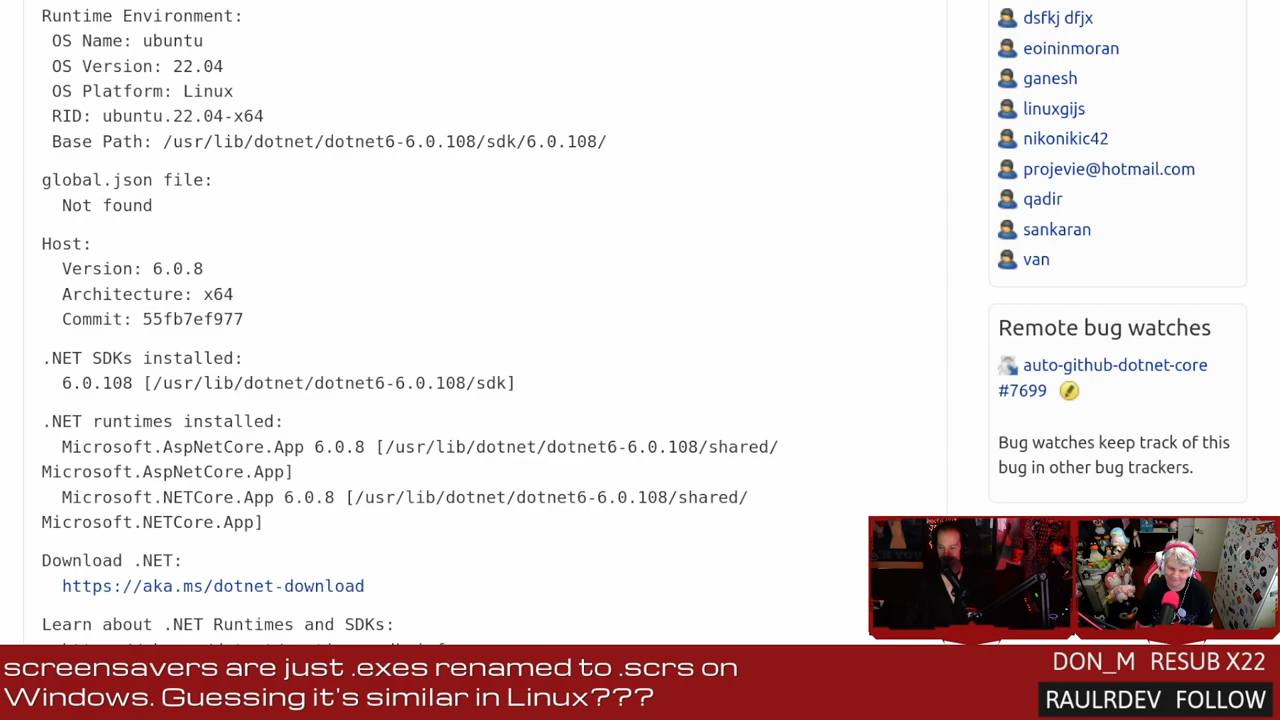 Runtime Environment:
OS Name: ubuntu
OS Version: 22.04
OS Platform: Linux
RID: ubuntu.22.04-x64
Base Path: /usr/lib/dotnet/dotnet6-6.0.108/sdk/6.0.108/
global.json file:
Not found
Host:
Version: 6.0.8
Architecture: x64
Commit: 55fb7ef977
.NET SDKs installed:
6.0.108 [/usr/lib/dotnet/dotnet6-6.0.108/sdk]
.NET runtimes installed:
Microsoft.AspNetCore.App 6.0.8 [/usr/lib/dotnet/dotnet6-6.0.108/shared/
Microsoft.AspNetCore.App]
Microsoft.NETCore.App 6.0.8 [/usr/lib/dotnet/dotnet6-6.0.108/shared/
Microsoft.NETCore.App]
Download .NET:
https://aka.ms/dotnet-download
Learn about .NET Runtimes and SDKs:
dsfkj dfjx
eoininmoran
ganesh
linuxgijs
nikonikic42
projevie@hotmail.com
qadir
sankaran
van
Remote bug watches
auto-github-dotnet-core
#7699
Bug watches keep track of this
bug in other bug trackers.
screensavers are just .exes renamed to .scrs on
Windows. Guessing it's similar in Linux???
DON_M RESUB X22
RAULRDEV FOLLOW